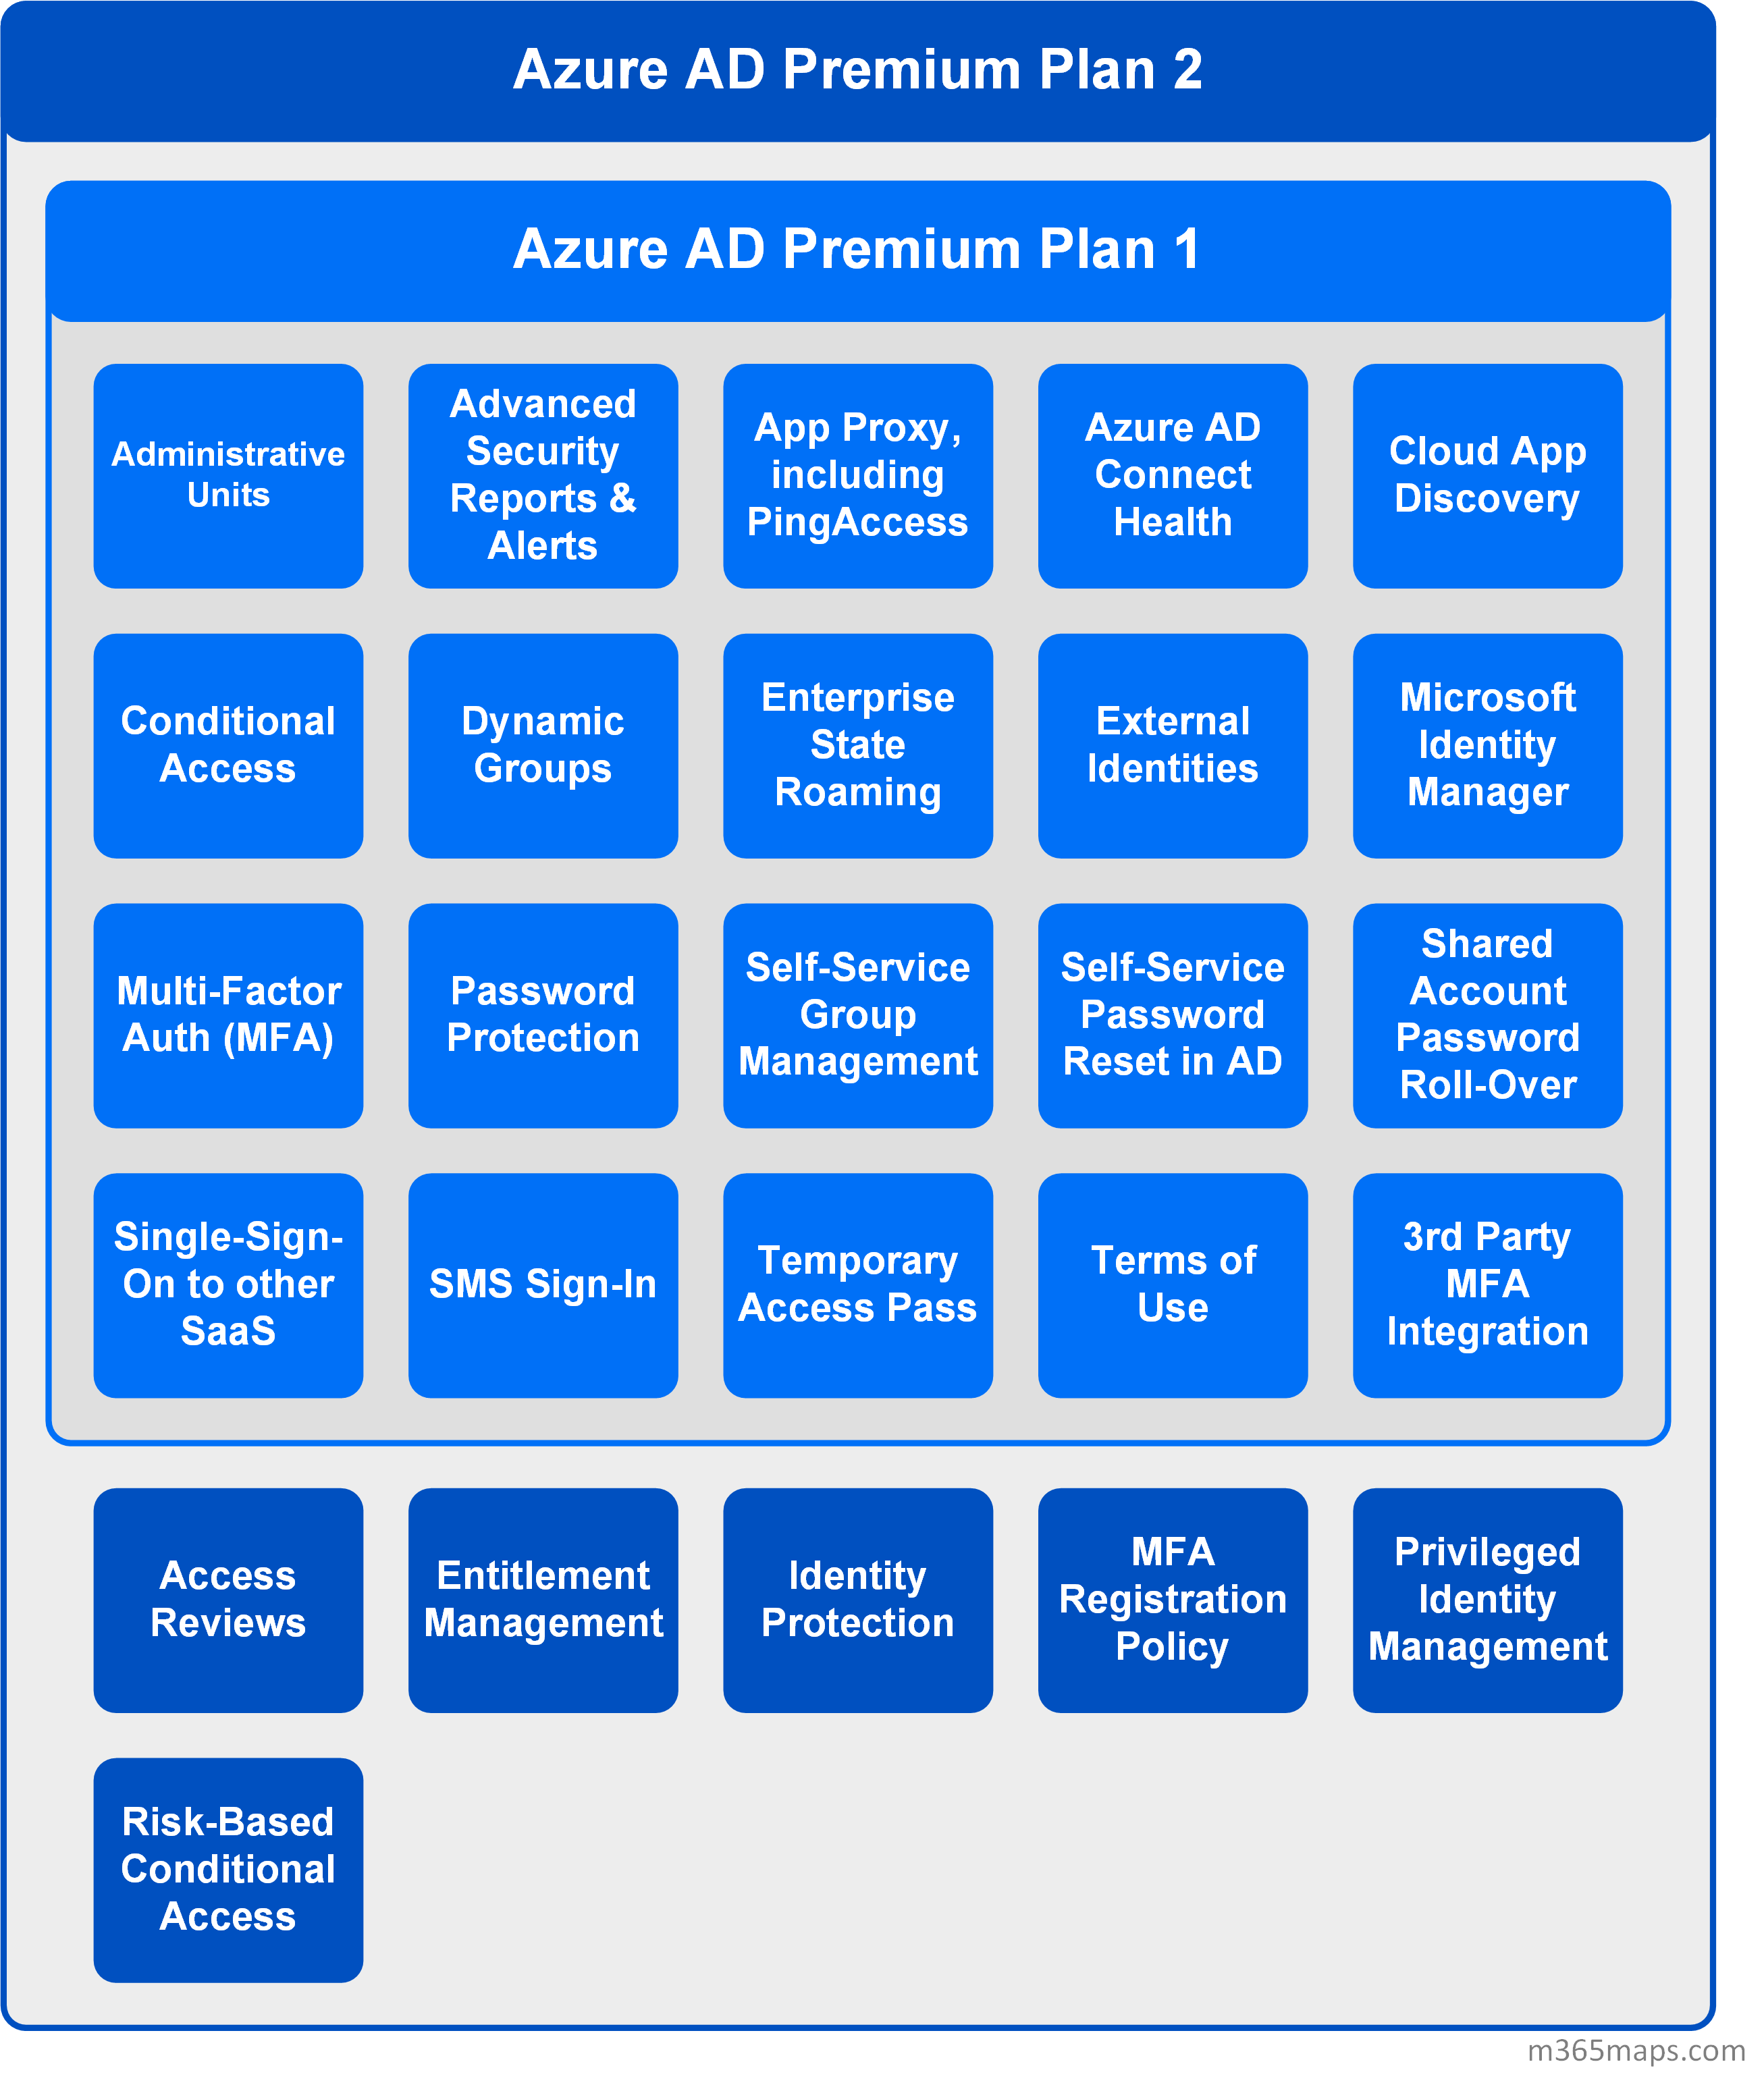 Azure AD Premium Plan 2
Azure AD Premium Plan 1
Administrative
Units
Advanced
Security
Reports &
Alerts
App Proxy,
including
PingAccess
Azure AD
Connect
Health
Cloud App
Discovery
Conditional
Access
Dynamic
Groups
Enterprise
State
Roaming
External
Identities
Microsoft
Identity
Manager
Multi-Factor
Auth (MFA)
Password
Protection
Self-Service
Group
Management
Self-Service
Password
Reset in AD
Shared
Account
Password
Roll-Over
Single-Sign-
On to other
SaaS
SMS Sign-In
Temporary
Access Pass
Terms of
Use
3rd Party
MFA
Integration
Access
Reviews
Entitlement
Management
Identity
Protection
MFA
Registration
Policy
Privileged
Identity
Management
Risk-Based
Conditional
Access
m365maps.com